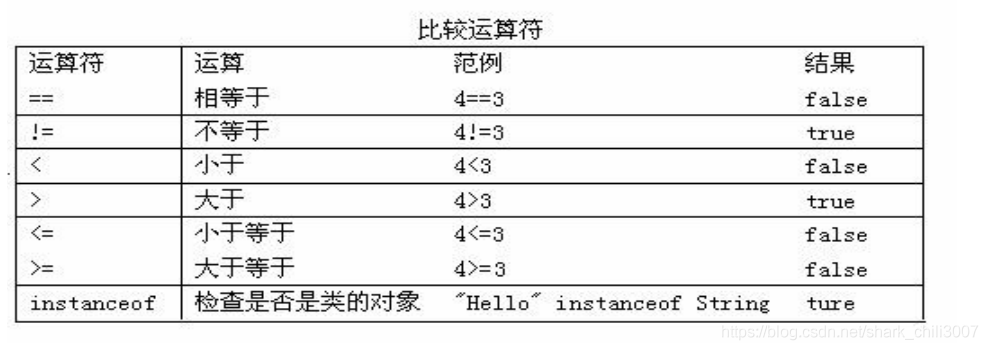 比较运算符
运算符 运算 范例 结果
== 相等于 4==3 false
!= 不等于 4!=3 true
< 小于 4<3 false
> 大于 4>3 true
<= 小于等于 4<=3 false
>= 大于等于 4>=3 false
instanceof 检查是否是类的对象 "Hello" instanceof String ture
https://blog.csdn.net/shark_chili3007